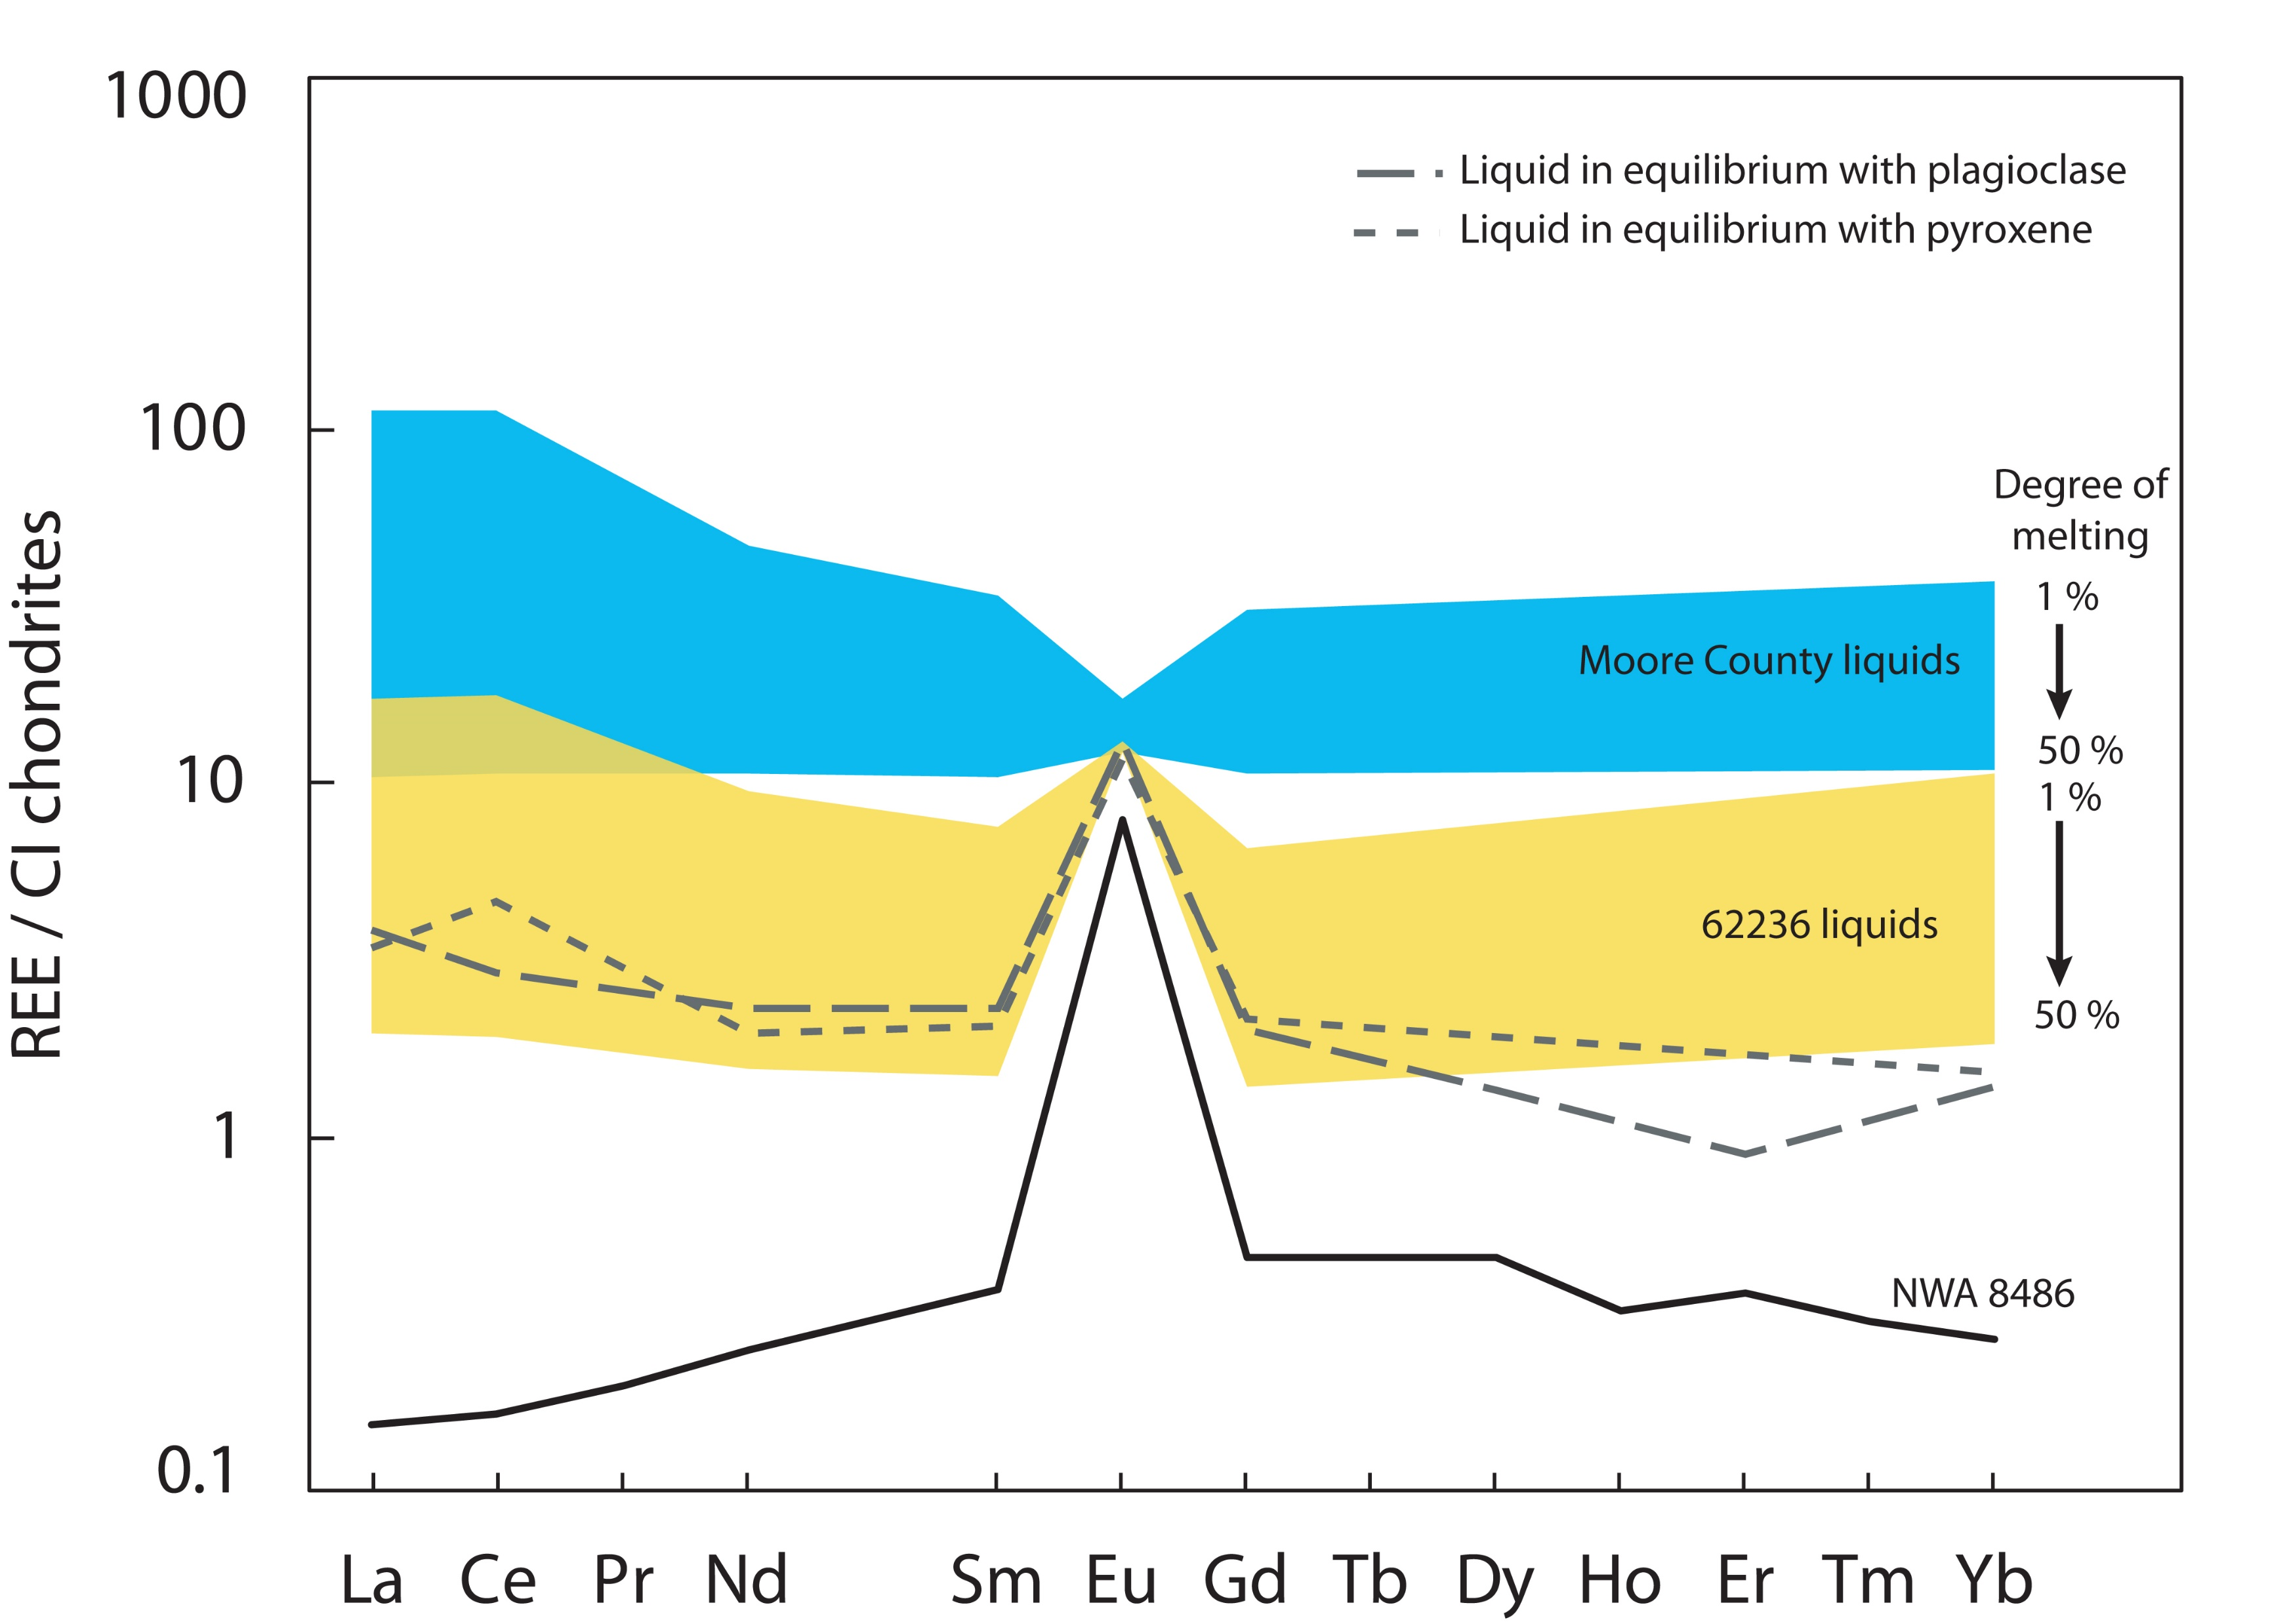 1000
100
10
1
0.1
REE / CI chondrites
Liquid in equilibrium with plagioclase
Liquid in equilibrium with pyroxene
Degree of
melting
1 %
50 %
1 %
50 %
Moore County liquids
62236 liquids
NWA 8486
La Ce Pr Nd Sm Eu Gd Tb Dy Ho Er Tm Yb